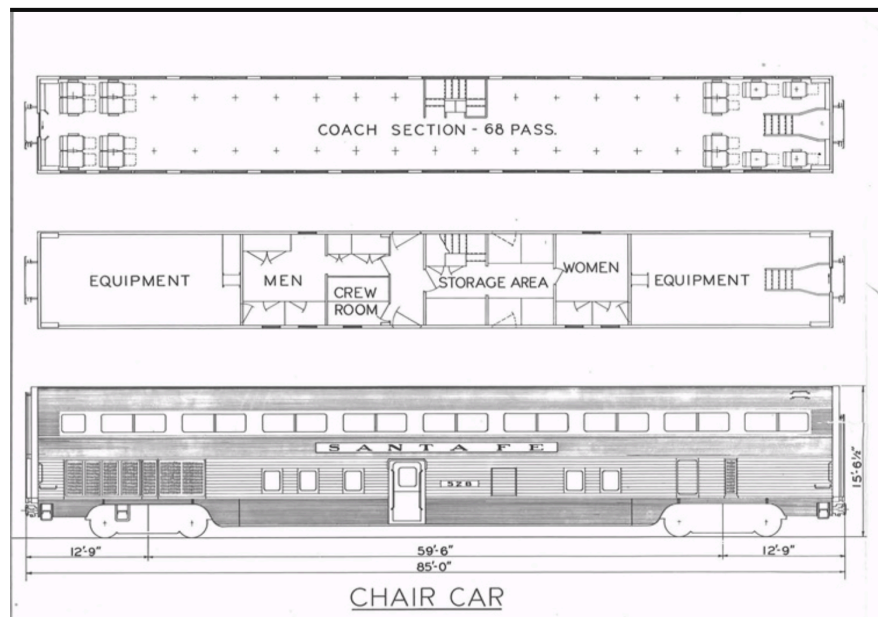 COACH SECTION - 68 PASS.
EQUIPMENT
MEN
CREW
ROOM
STORAGE AREA
WOMEN
EQUIPMENT
SANTA FE
528
15'-6½"
12'-9"
59'-6"
12'-9"
85'-0"
CHAIR CAR